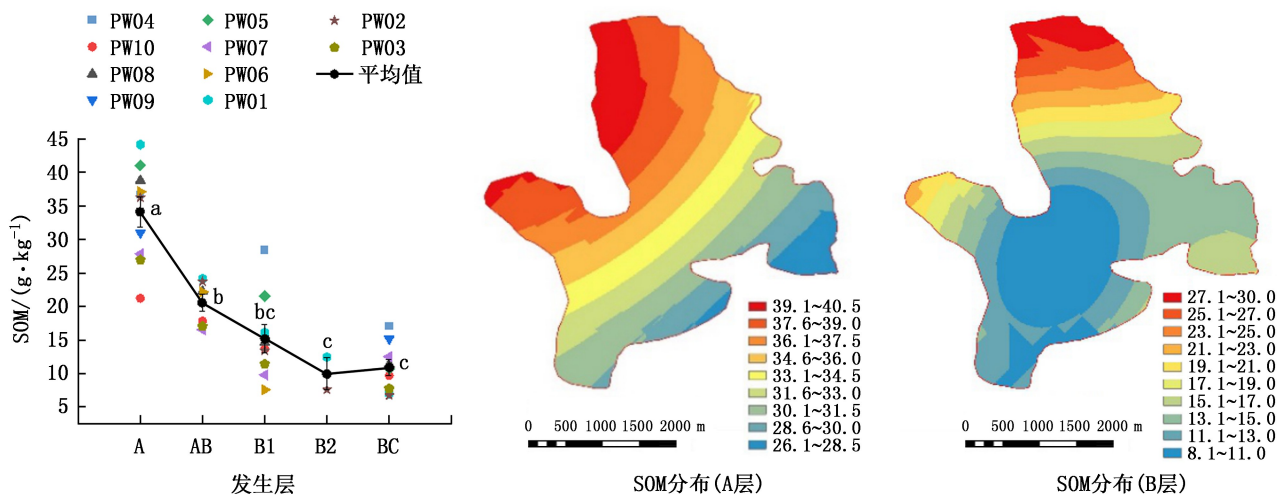 PW04 PW05 PW02
PW10 PW07 PW03
PW08 PW06 平均值
PW09 PW01
SOM/(g·kg⁻¹)
45
40
35
30
25
20
15
10
5
a
b
bc
c
c
A AB B1 B2 BC
发生层
39.1~40.5
37.6~39.0
36.1~37.5
34.6~36.0
33.1~34.5
31.6~33.0
30.1~31.5
28.6~30.0
26.1~28.5
0 500 1000 1500 2000 m
SOM分布(A层)
27.1~30.0
25.1~27.0
23.1~25.0
21.1~23.0
19.1~21.0
17.1~19.0
15.1~17.0
13.1~15.0
11.1~13.0
8.1~11.0
0 500 1000 1500 2000 m
SOM分布(B层)